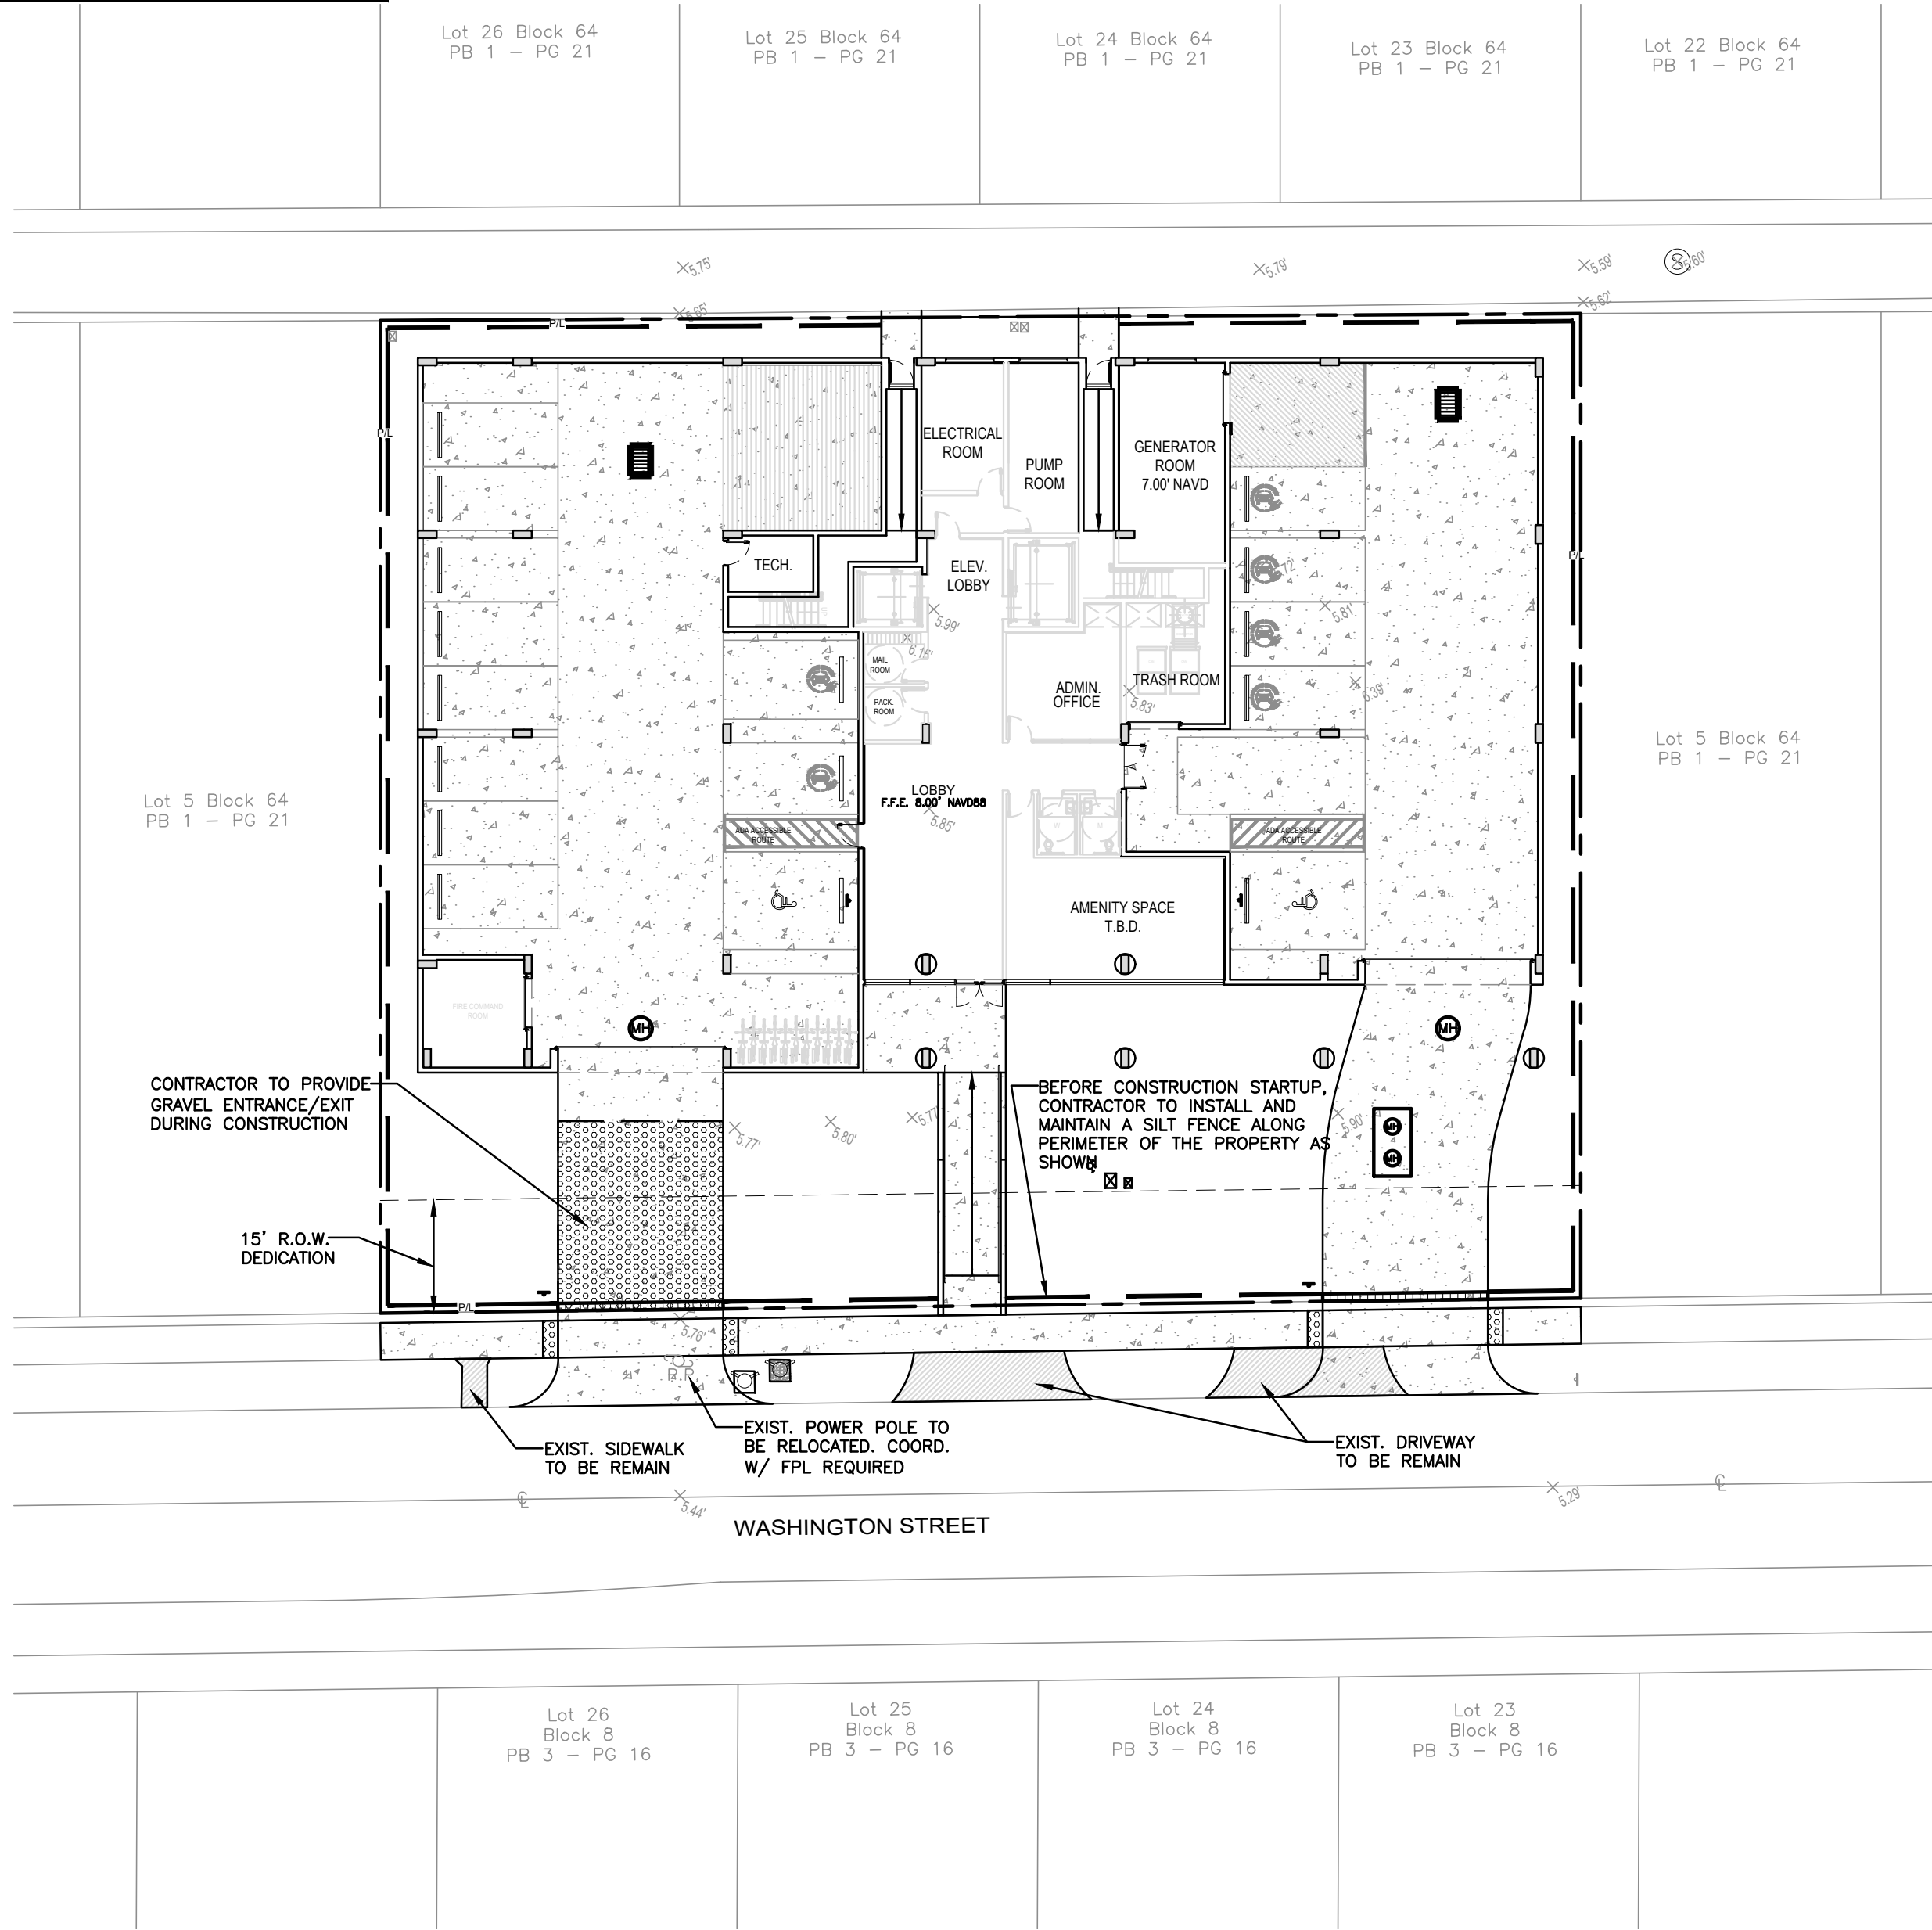 Lot 26 Block 64
PB 1 – PG 21
Lot 25 Block 64
PB 1 – PG 21
Lot 24 Block 64
PB 1 – PG 21
Lot 23 Block 64
PB 1 – PG 21
Lot 22 Block 64
PB 1 – PG 21
5.75'
5.79'
5.59'
8
5.60'
5.65'
5.62'
P/L
P/L
P/L
ELECTRICAL
ROOM
PUMP
ROOM
GENERATOR
ROOM
7.00' NAVD
TECH.
ELEV.
LOBBY
5.99'
6.15'
5.81'
6.39'
5.83'
MAIL
ROOM
PACK.
ROOM
ADMIN.
OFFICE
TRASH ROOM
Lot 5 Block 64
PB 1 – PG 21
Lot 5 Block 64
PB 1 – PG 21
LOBBY
F.F.E. 8.00' NAVD88
5.85'
W
M
ADA ACCESSIBLE
ROUTE
ADA ACCESSIBLE
ROUTE
AMENITY SPACE
T.B.D.
FIRE COMMAND
ROOM
MH
MH
CONTRACTOR TO PROVIDE
GRAVEL ENTRANCE/EXIT
DURING CONSTRUCTION
BEFORE CONSTRUCTION STARTUP,
CONTRACTOR TO INSTALL AND
MAINTAIN A SILT FENCE ALONG
PERIMETER OF THE PROPERTY AS
SHOWN
5.77'
5.80'
5.77'
5.90'
MH
MH
15' R.O.W.
DEDICATION
P/L
5.76'
P.P.
EXIST. SIDEWALK
TO BE REMAIN
EXIST. POWER POLE TO
BE RELOCATED. COORD.
W/ FPL REQUIRED
EXIST. DRIVEWAY
TO BE REMAIN
5.44'
5.29'
WASHINGTON STREET
Lot 26
Block 8
PB 3 – PG 16
Lot 25
Block 8
PB 3 – PG 16
Lot 24
Block 8
PB 3 – PG 16
Lot 23
Block 8
PB 3 – PG 16